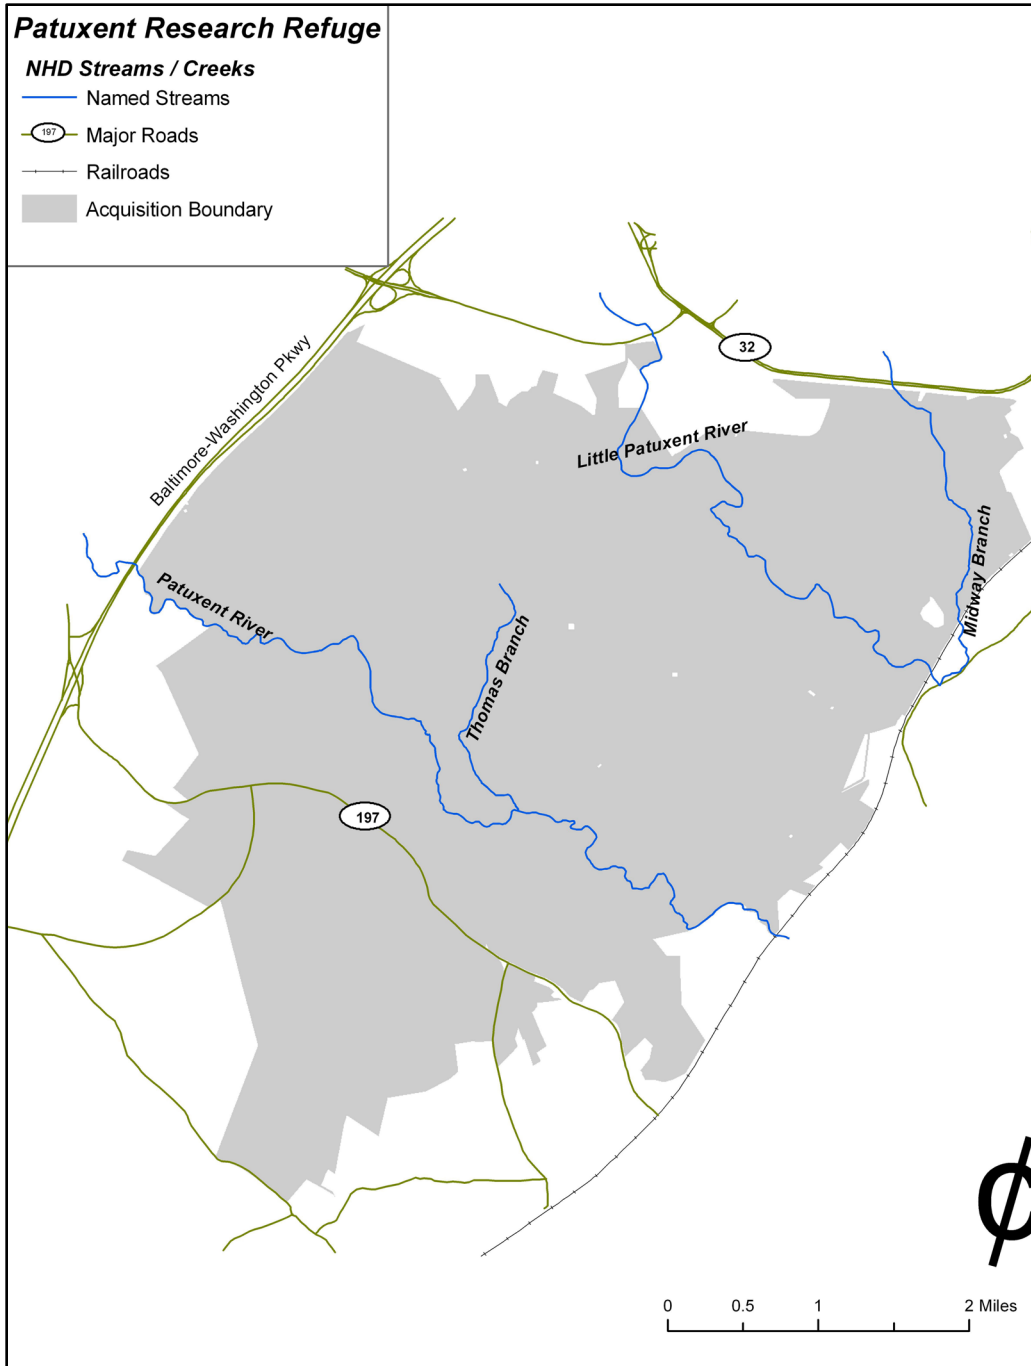 Patuxent Research Refuge
NHD Streams / Creeks
Named Streams
197
Major Roads
Railroads
Acquisition Boundary
Baltimore-Washington Pkwy
32
Little Patuxent River
Midway Branch
Patuxent River
Thomas Branch
197
0 0.5 1 2 Miles